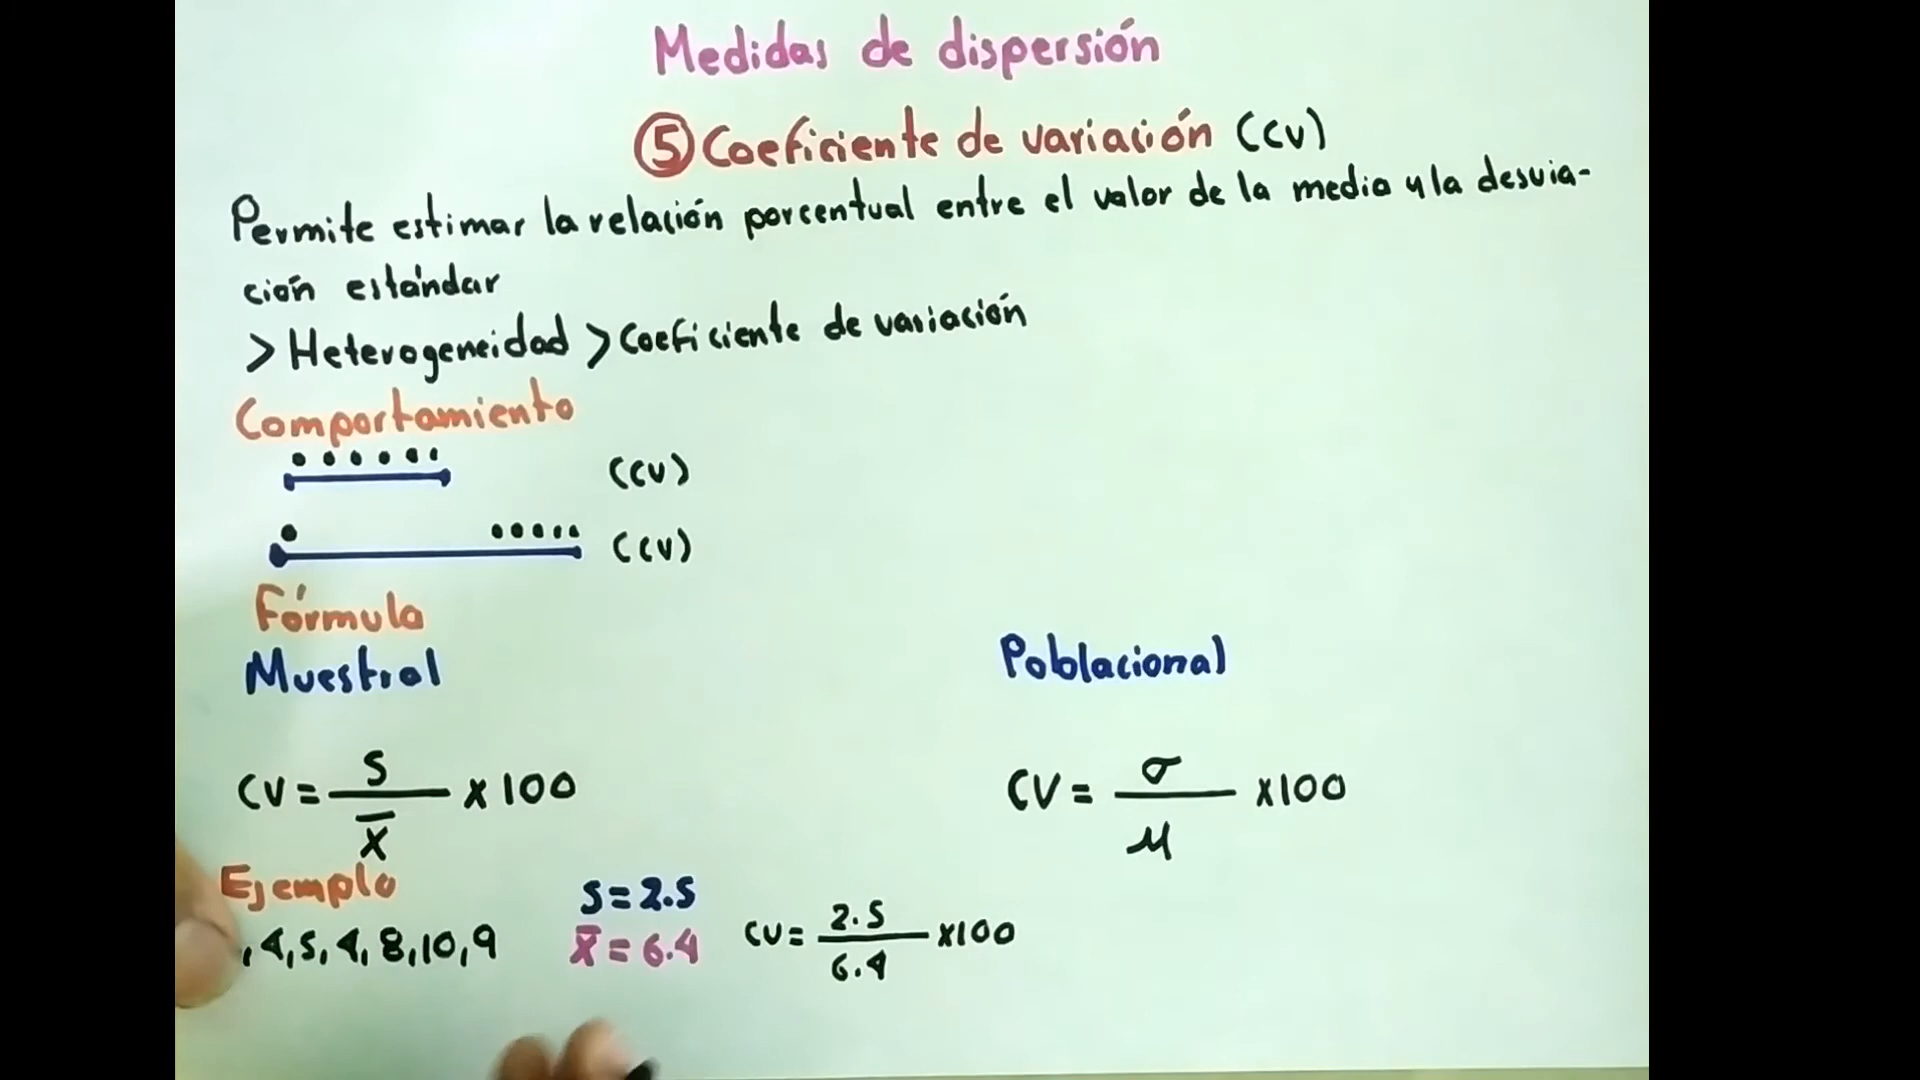 Medidas de dispersión
5 Coeficiente de variación (CV)
Permite estimar la relación porcentual entre el valor de la media y la desvia-
ción estándar
> Heterogeneidad > Coeficiente de variación
Comportamiento
(CV)
(CV)
Fórmula
Muestral Poblacional
CV = S / x̄ x 100 CV = σ / μ x100
Ejemplo
, 4, 5, 4, 8, 10, 9
S = 2.5
x̄ = 6.4
CV = 2.5 / 6.4 x100